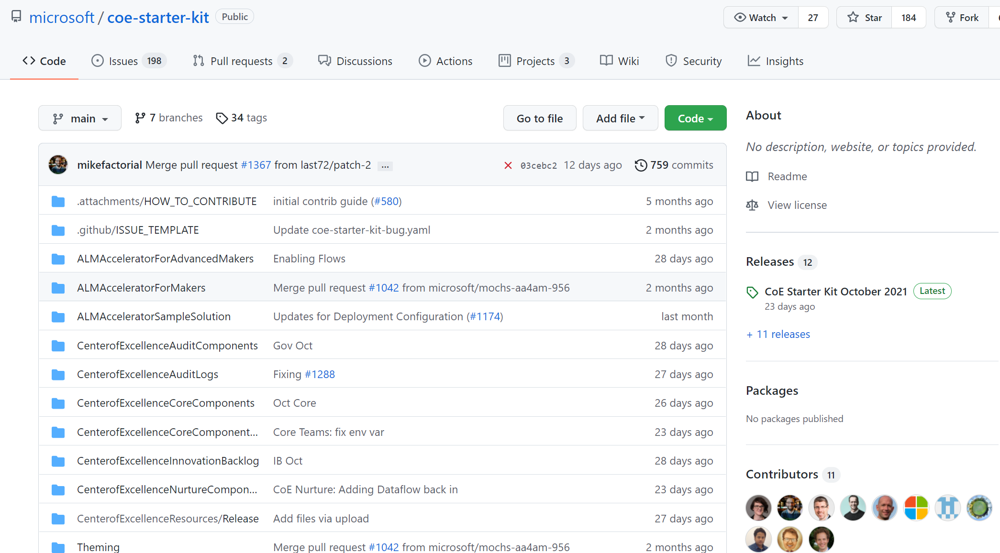 microsoft / coe-starter-kit Public
Watch 27 Star 184 Fork
Code Issues 198 Pull requests 2 Discussions Actions Projects 3 Wiki Security Insights
main 7 branches 34 tags Go to file Add file Code
mikefactorial Merge pull request #1367 from last72/patch-2 ... 03cebc2 12 days ago 759 commits
.attachments/HOW_TO_CONTRIBUTE initial contrib guide (#580) 5 months ago
.github/ISSUE_TEMPLATE Update coe-starter-kit-bug.yaml 2 months ago
ALMAcceleratorForAdvancedMakers Enabling Flows 28 days ago
ALMAcceleratorForMakers Merge pull request #1042 from microsoft/mochs-aa4am-956 2 months ago
ALMAcceleratorSampleSolution Updates for Deployment Configuration (#1174) last month
CenterofExcellenceAuditComponents Gov Oct 28 days ago
CenterofExcellenceAuditLogs Fixing #1288 27 days ago
CenterofExcellenceCoreComponents Oct Core 26 days ago
CenterofExcellenceCoreComponent... Core Teams: fix env var 23 days ago
CenterofExcellenceInnovationBacklog IB Oct 28 days ago
CenterofExcellenceNurtureCompon... CoE Nurture: Adding Dataflow back in 23 days ago
CenterofExcellenceResources/Release Add files via upload 27 days ago
Theming Merge pull request #1042 from microsoft/mochs-aa4am-956 2 months ago
About
No description, website, or topics provided.
Readme
View license
Releases 12
CoE Starter Kit October 2021 Latest
23 days ago
+ 11 releases
Packages
No packages published
Contributors 11